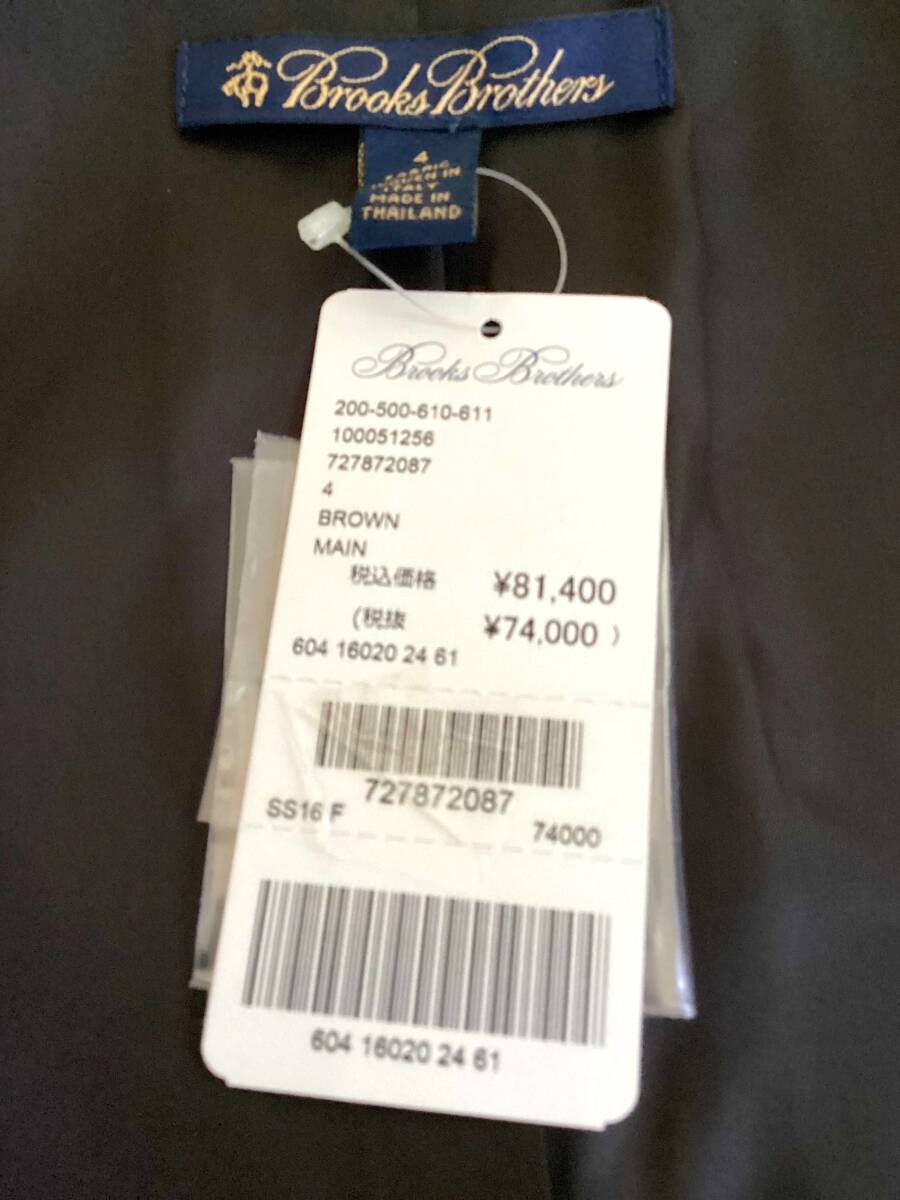 Brooks Brothers
4
FABRIC
WOVEN IN
ITALY
MADE IN
THAILAND
Brooks Brothers
200-500-610-611
100051256
727872087
4
BROWN
MAIN
税込価格 ¥81,400
(税抜 ¥74,000 )
604 16020 24 61
727872087
SS16 F 74000
604 16020 24 61